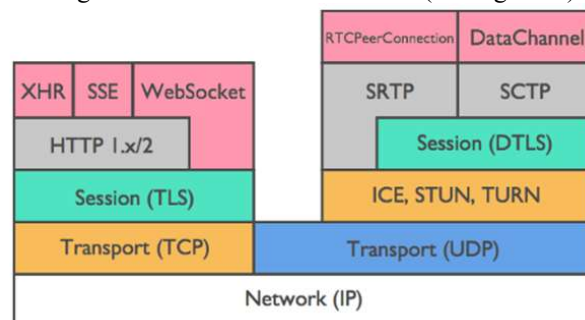 RTCPeerConnection DataChannel
XHR SSE WebSocket
SRTP SCTP
HTTP 1.x/2
Session (DTLS)
Session (TLS)
ICE, STUN, TURN
Transport (TCP)
Transport (UDP)
Network (IP)